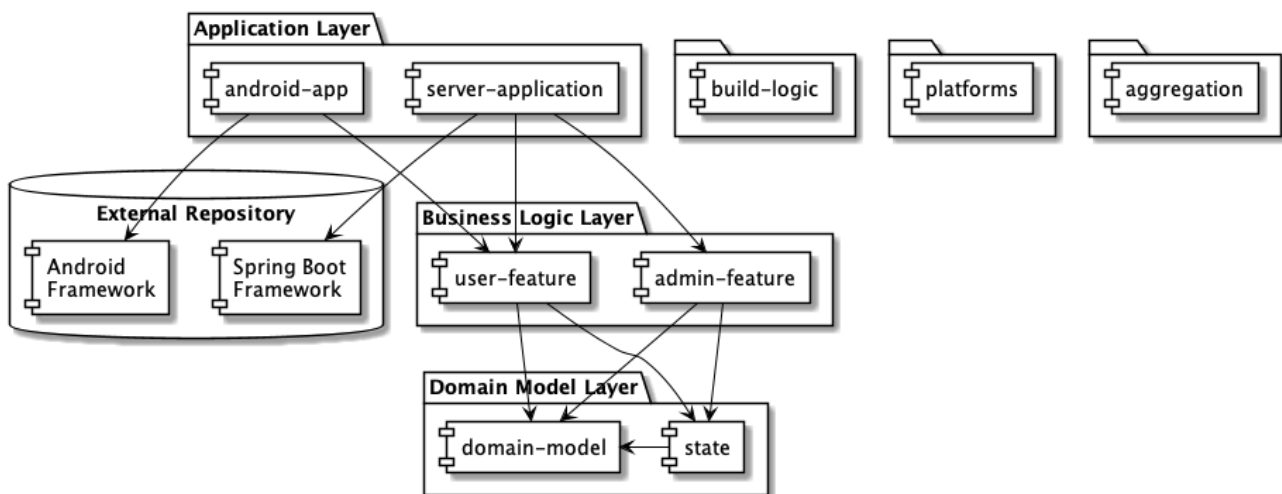 Application Layer
android-app
server-application
build-logic
platforms
aggregation
External Repository
Android
Framework
Spring Boot
Framework
Business Logic Layer
user-feature
admin-feature
Domain Model Layer
domain-model
state